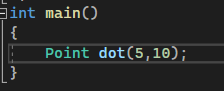 int main()
{
    Point dot(5,10);
}